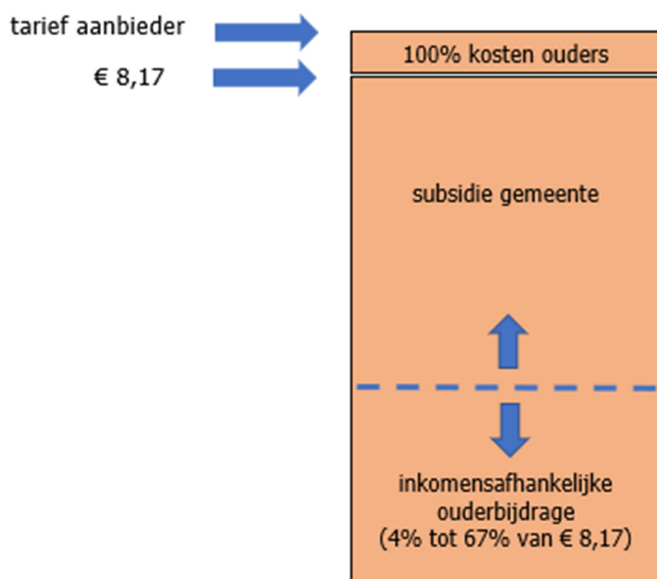 tarief aanbieder
€ 8,17
100% kosten ouders
subsidie gemeente
inkomensafhankelijke
ouderbijdrage
(4% tot 67% van € 8,17)